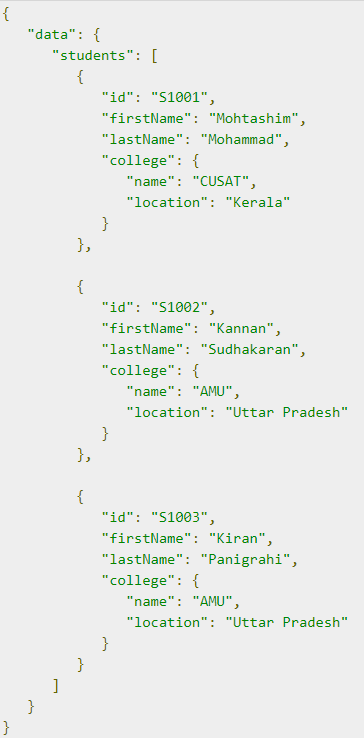 {
"data": {
"students": [
{
"id": "S1001",
"firstName": "Mohtashim",
"lastName": "Mohammad",
"college": {
"name": "CUSAT",
"location": "Kerala"
}
},
{
"id": "S1002",
"firstName": "Kannan",
"lastName": "Sudhakaran",
"college": {
"name": "AMU",
"location": "Uttar Pradesh"
}
},
{
"id": "S1003",
"firstName": "Kiran",
"lastName": "Panigrahi",
"college": {
"name": "AMU",
"location": "Uttar Pradesh"
}
}
]
}
}